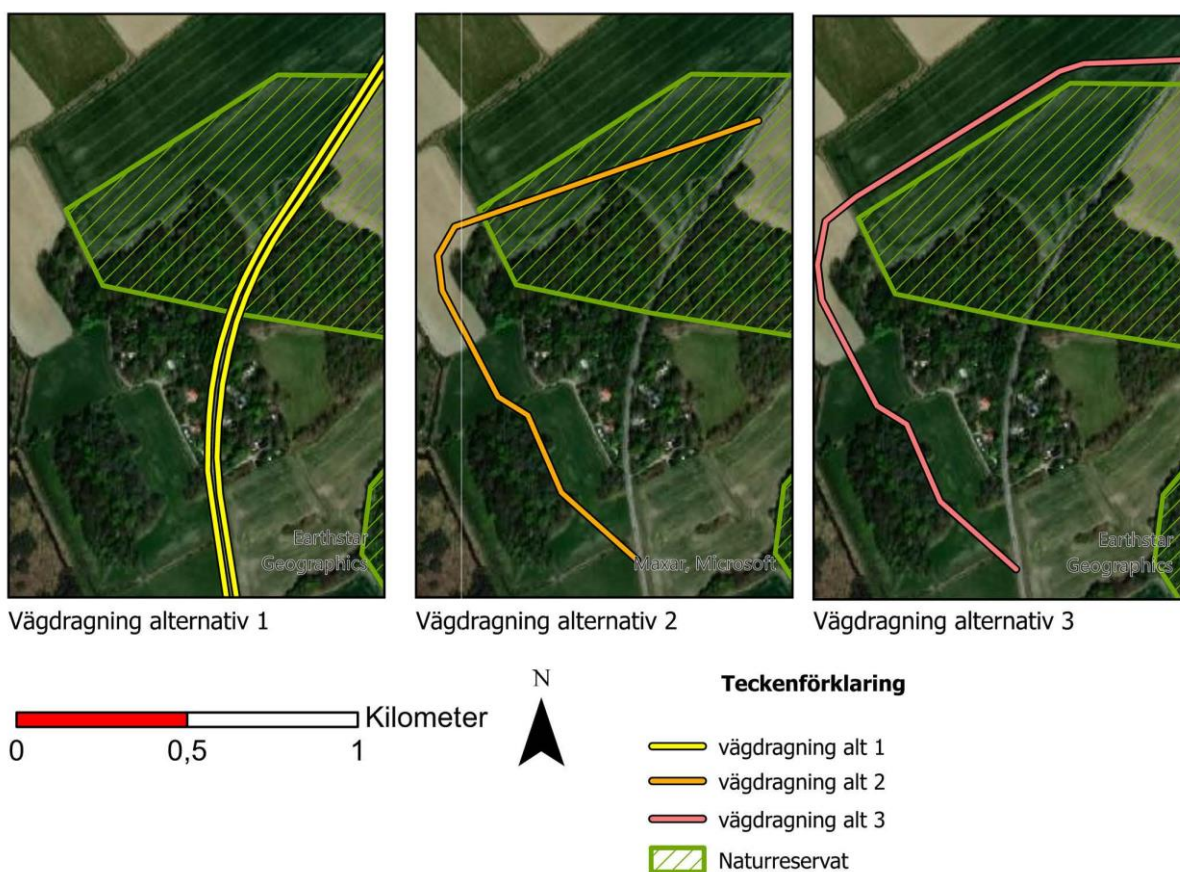 Earthstar
Geographics
Maxar, Microsoft
Earthstar
Geographics
Vägdragning alternativ 1
Vägdragning alternativ 2
Vägdragning alternativ 3
Kilometer
0
0,5
1
N
Teckenförklaring
vägdragning alt 1
vägdragning alt 2
vägdragning alt 3
Naturreservat